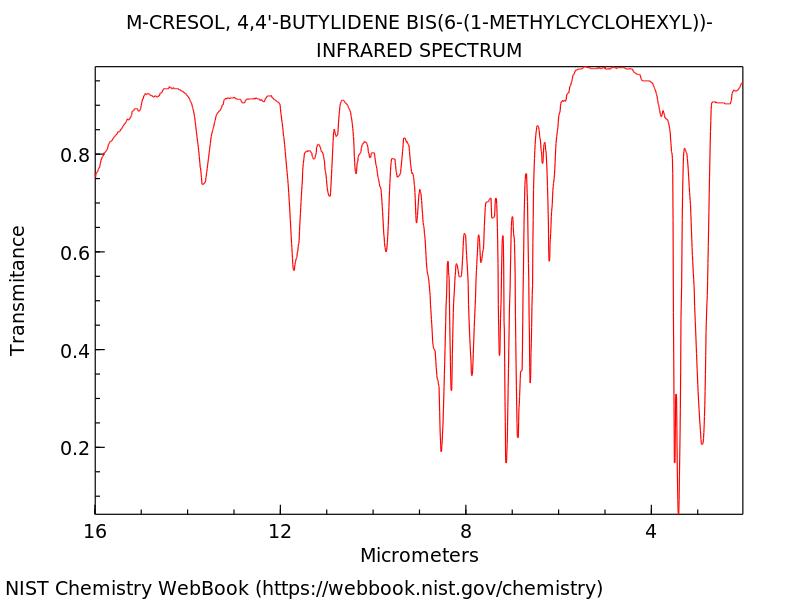 M-CRESOL, 4,4'-BUTYLIDENE BIS(6-(1-METHYLCYCLOHEXYL))-
INFRARED SPECTRUM
Transmitance
0.8
0.6
0.4
0.2
16 12 8 4
Micrometers
NIST Chemistry WebBook (https://webbook.nist.gov/chemistry)